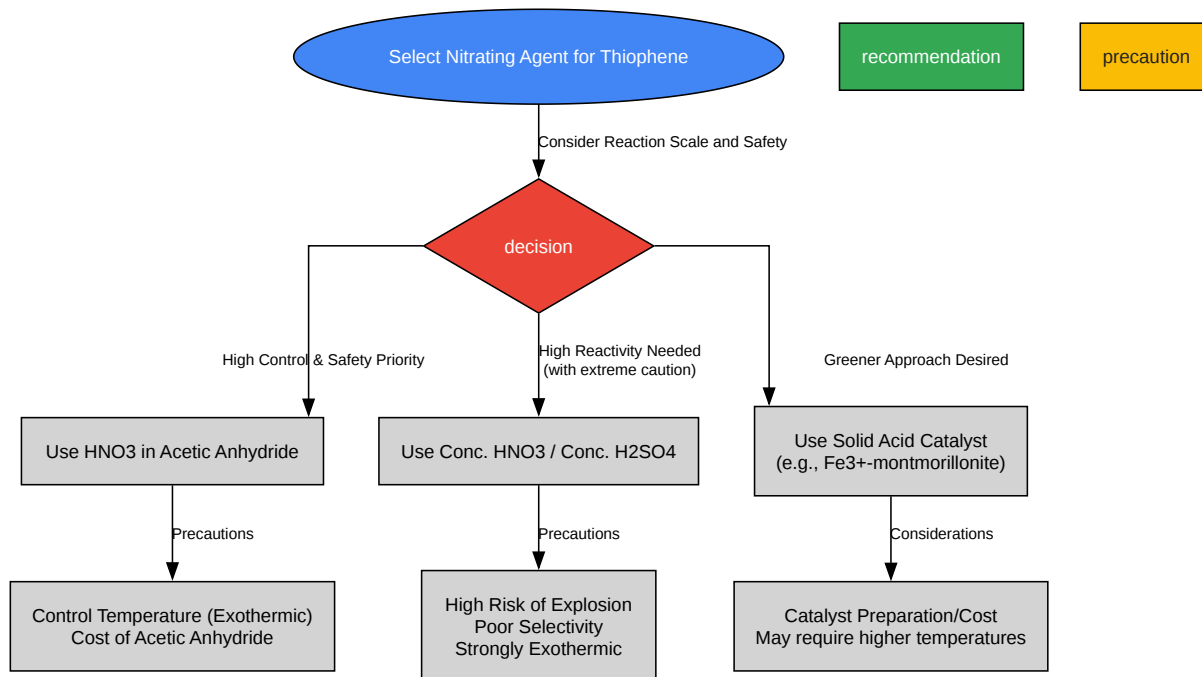 Select Nitrating Agent for Thiophene
recommendation
precaution
Consider Reaction Scale and Safety
decision
High Control & Safety Priority
High Reactivity Needed
(with extreme caution)
Greener Approach Desired
Use HNO3 in Acetic Anhydride
Use Conc. HNO3 / Conc. H2SO4
Use Solid Acid Catalyst
(e.g., Fe3+-montmorillonite)
Precautions
Precautions
Considerations
Control Temperature (Exothermic)
Cost of Acetic Anhydride
High Risk of Explosion
Poor Selectivity
Strongly Exothermic
Catalyst Preparation/Cost
May require higher temperatures